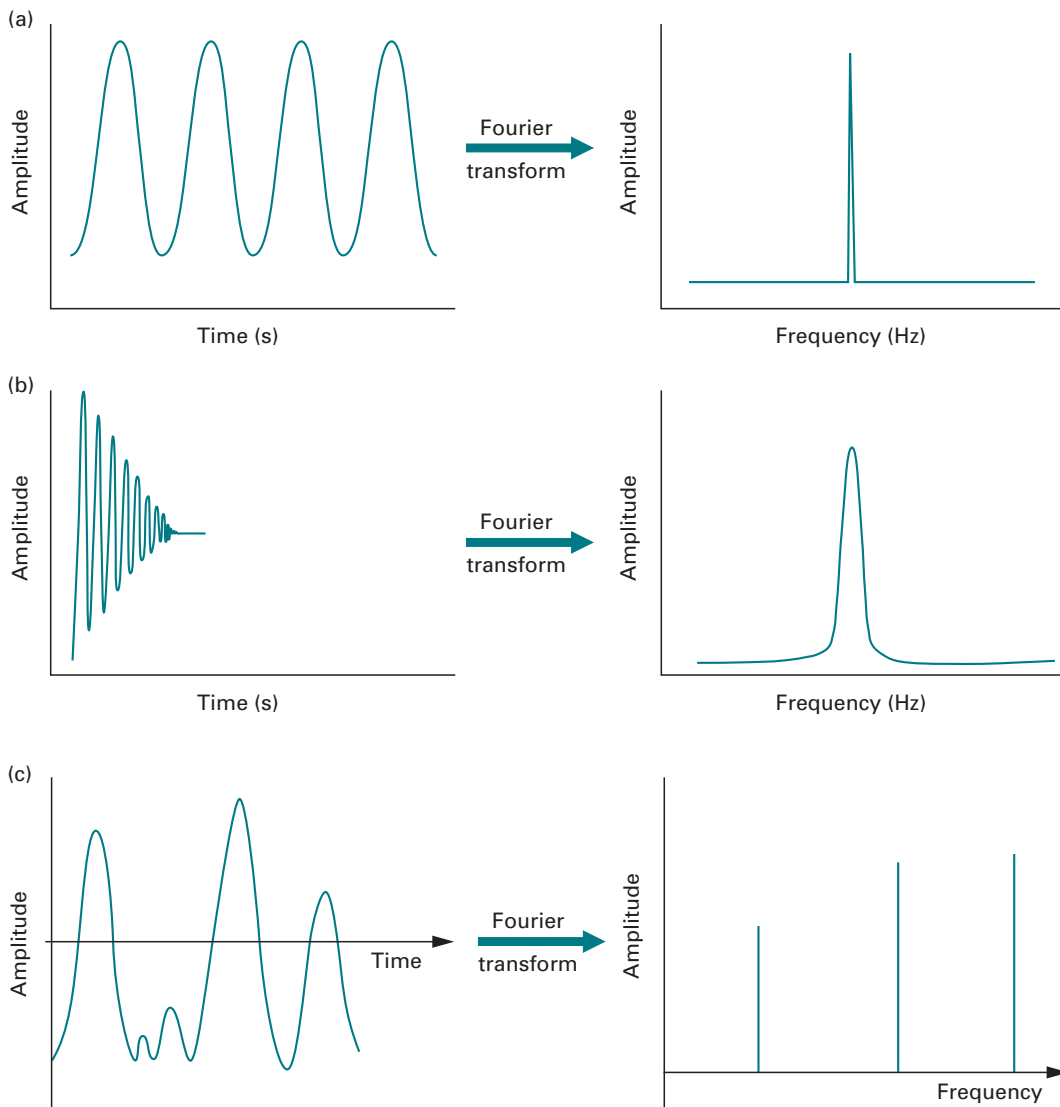 (a)
Amplitude
Time (s)
Fourier
transform
Amplitude
Frequency (Hz)
(b)
Amplitude
Time (s)
Fourier
transform
Amplitude
Frequency (Hz)
(c)
Amplitude
Time
Fourier
transform
Amplitude
Frequency